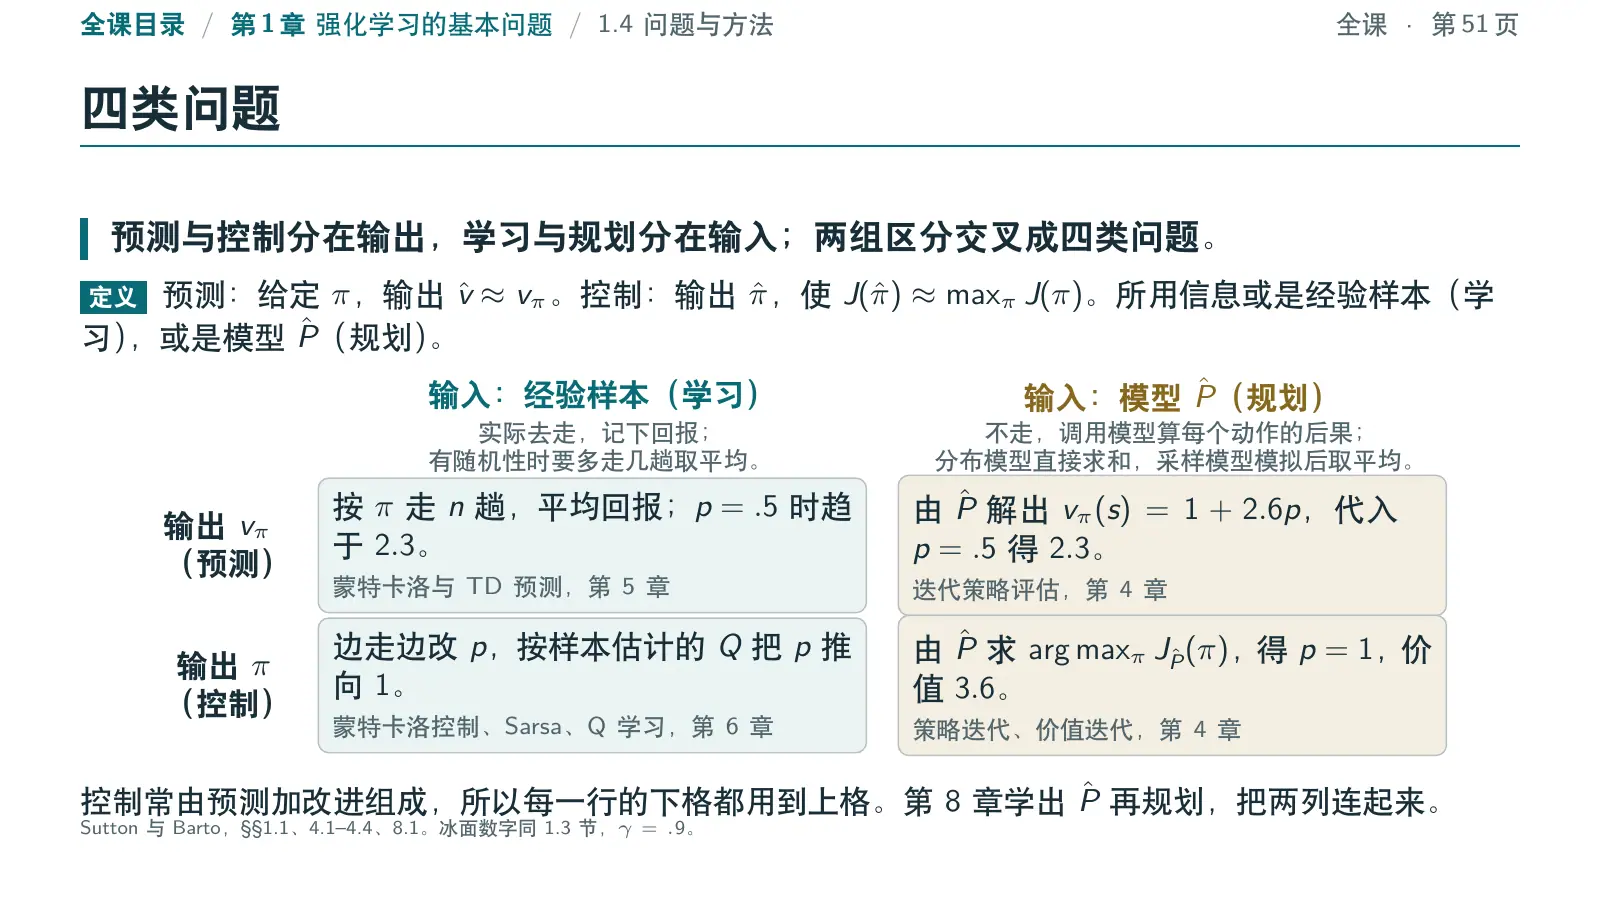 全课目录 / 第1章 强化学习的基本问题 / 1.4 问题与方法
全课 · 第51页
四类问题
预测与控制分在输出，学习与规划分在输入；两组区分交叉成四类问题。
定义 预测：给定 π，输出 v̂ ≈ vπ。控制：输出 π̂，使 J(π̂) ≈ maxπ J(π)。所用信息或是经验样本（学
习），或是模型 P̂（规划）。
输入：经验样本（学习）
实际去走，记下回报；
有随机性时要多走几趟取平均。
输入：模型 P̂（规划）
不走，调用模型算每个动作的后果；
分布模型直接求和，采样模型模拟后取平均。
输出 vπ
（预测）
按 π 走 n 趟，平均回报；p = .5 时趋
于 2.3。
蒙特卡洛与 TD 预测，第 5 章
由 P̂ 解出 vπ(s) = 1 + 2.6p，代入
p = .5 得 2.3。
迭代策略评估，第 4 章
输出 π
（控制）
边走边改 p，按样本估计的 Q 把 p 推
向 1。
蒙特卡洛控制、Sarsa、Q 学习，第 6 章
由 P̂ 求 arg maxπ JP̂(π)，得 p = 1，价
值 3.6。
策略迭代、价值迭代，第 4 章
控制常由预测加改进组成，所以每一行的下格都用到上格。第 8 章学出 P̂ 再规划，把两列连起来。
Sutton 与 Barto，§§1.1、4.1–4.4、8.1。冰面数字同 1.3 节，γ = .9。